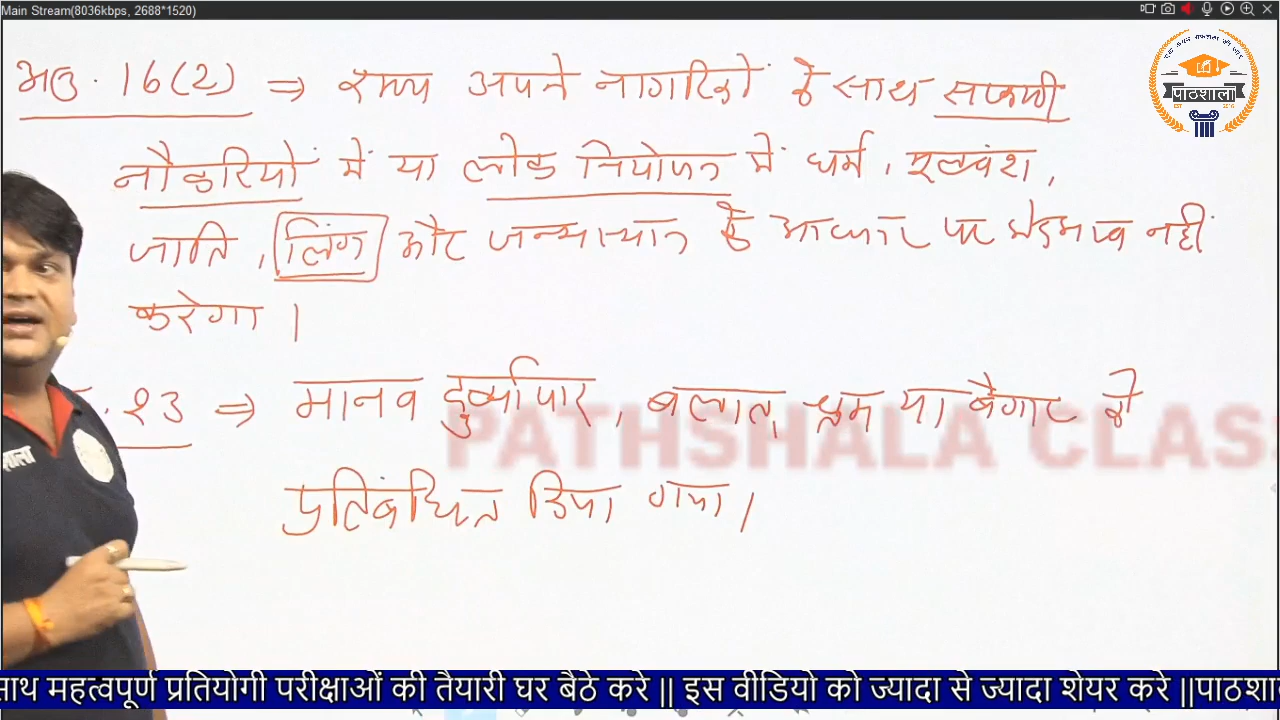 Main Stream(8036kbps, 2688*1520)
अनु. 16(2) ⇒ राज्य अपने नागरिकों के साथ सरकारी
नौकरियों में या लोक नियोजन में धर्म, मूलवंश,
जाति, लिंग और जन्मस्थान के आधार पर भेदभाव नहीं
करेगा ।
. 23 ⇒ मानव दुर्व्यापार, बलात् श्रम या बैगार को
प्रतिबंधित किया गया ।
पाठशाला
PATHSHALA CLAS
साथ महत्वपूर्ण प्रतियोगी परीक्षाओं की तैयारी घर बैठे करे || इस वीडियो को ज्यादा से ज्यादा शेयर करे ||पाठशा